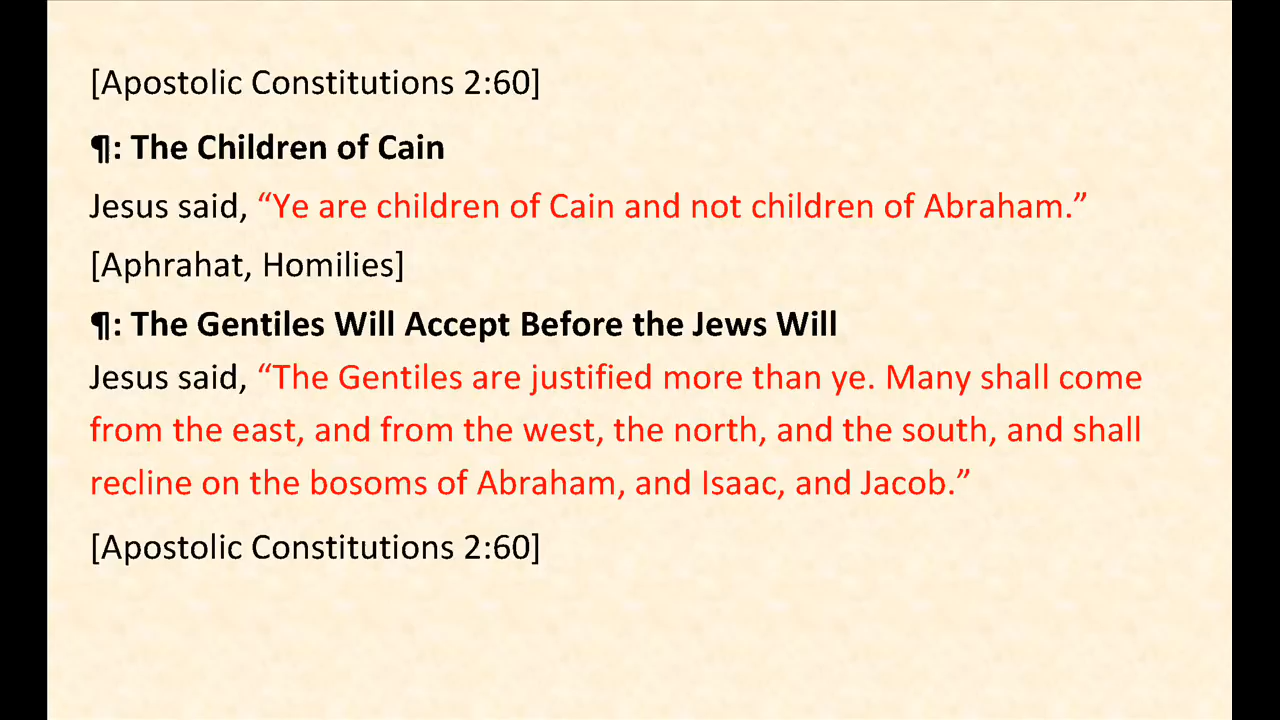 [Apostolic Constitutions 2:60]
¶: The Children of Cain
Jesus said, “Ye are children of Cain and not children of Abraham.”
[Aphrahat, Homilies]
¶: The Gentiles Will Accept Before the Jews Will
Jesus said, “The Gentiles are justified more than ye. Many shall come
from the east, and from the west, the north, and the south, and shall
recline on the bosoms of Abraham, and Isaac, and Jacob.”
[Apostolic Constitutions 2:60]